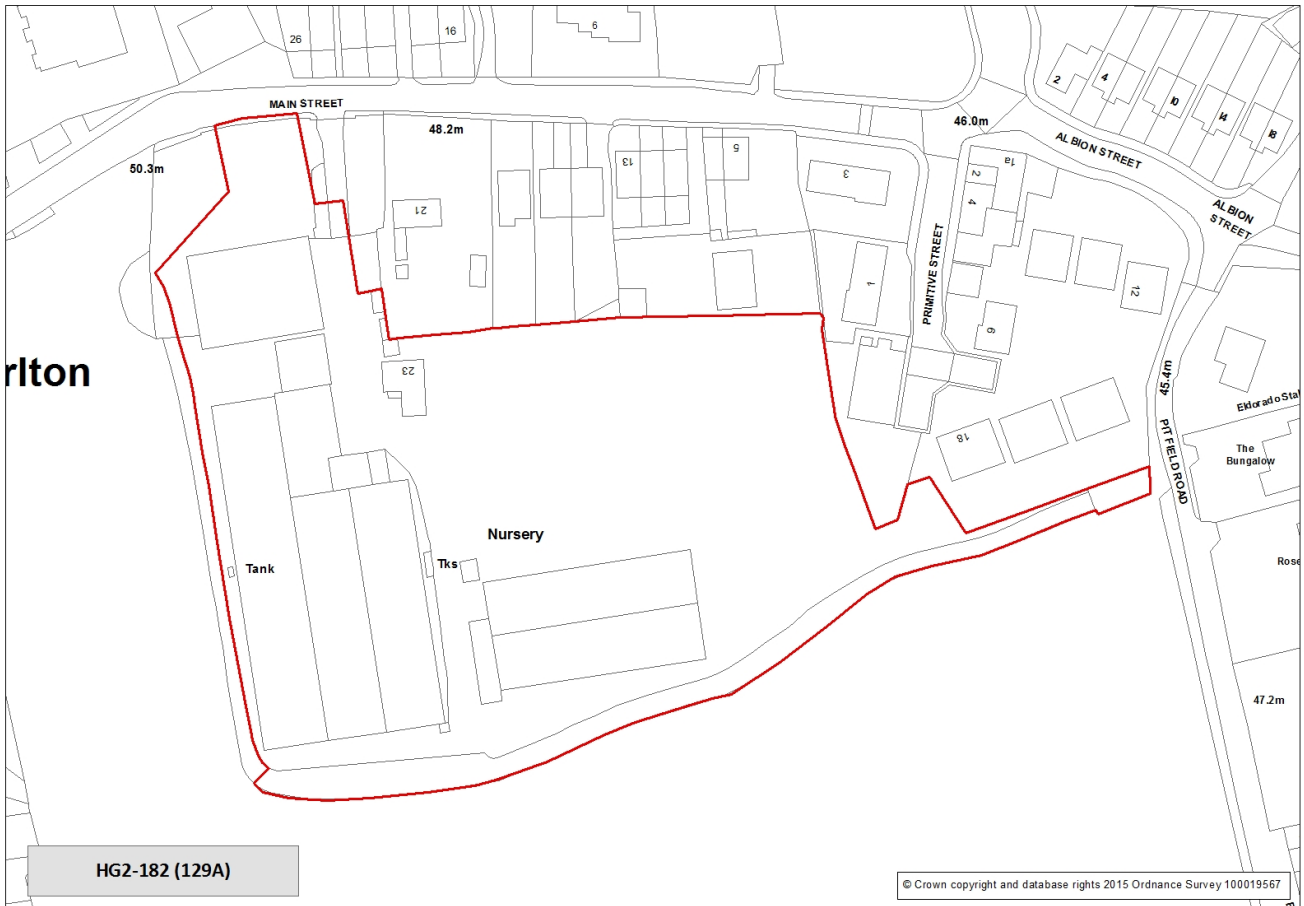 26
16
6
2
4
10
14
18
MAIN STREET
48.2m
46.0m
ALBION STREET
50.3m
13
5
3
1a
2
4
21
ALBION
STREET
PRIMITIVE STREET
1
12
6
23
rlton
45.4m
PITFIELD ROAD
18
The
Bungalow
Nursery
Tank
Tks
Rose
47.2m
HG2-182 (129A)
© Crown copyright and database rights 2015 Ordnance Survey 100019567